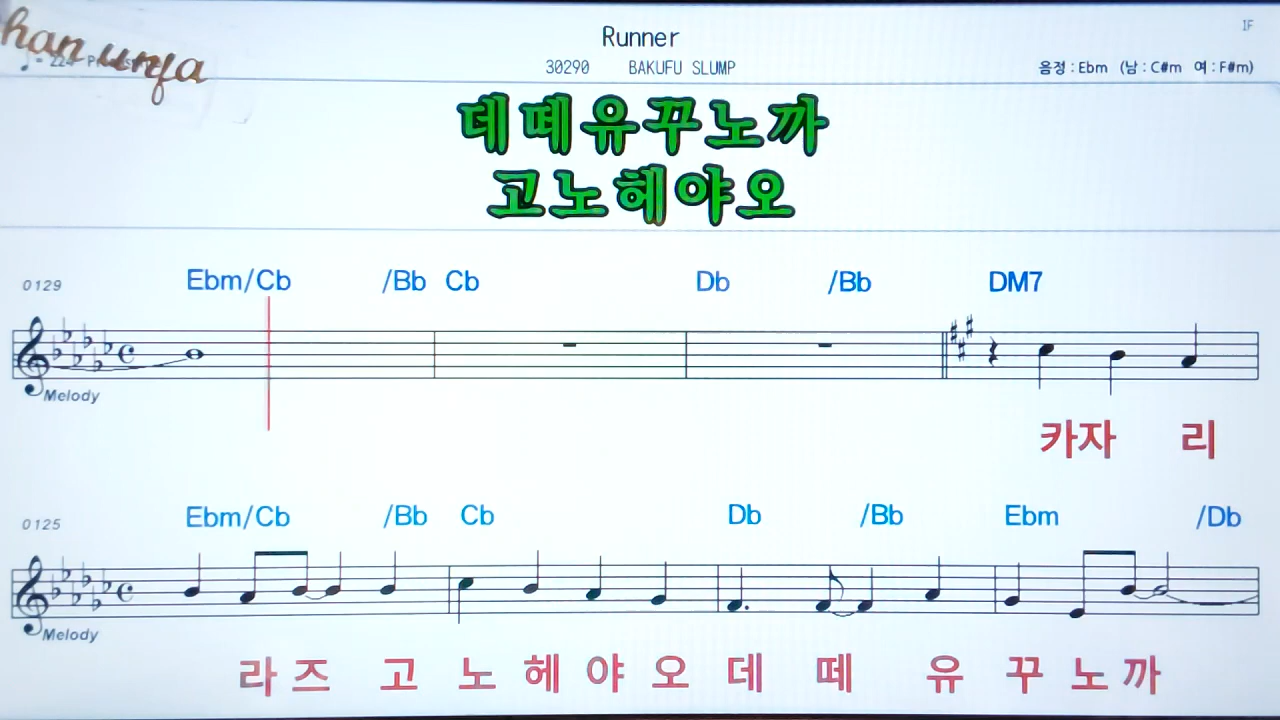 han unfa
Runner
1F
30290 BAKUFU SLUMP
음정 : Ebm (남 : C#m 여 : F#m)
데떼유꾸노까
고노헤야오
0129 Ebm/Cb /Bb Cb Db /Bb DM7
Melody
카자 리
0125 Ebm/Cb /Bb Cb Db /Bb Ebm /Db
Melody
라 즈 고 노 헤 야 오 데 떼 유 꾸 노 까